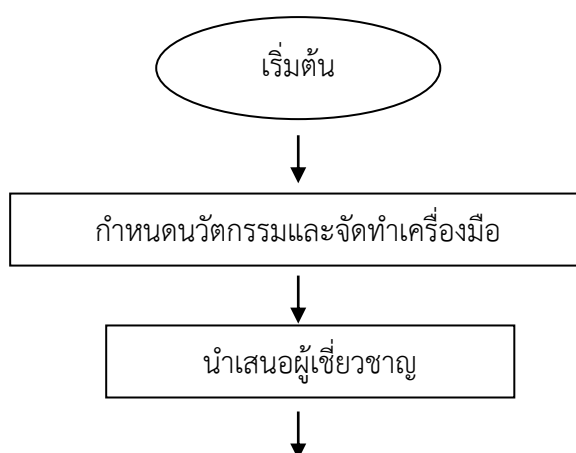 เริ่มต้น
กำหนดนวัตกรรมและจัดทำเครื่องมือ
นำเสนอผู้เชี่ยวชาญ